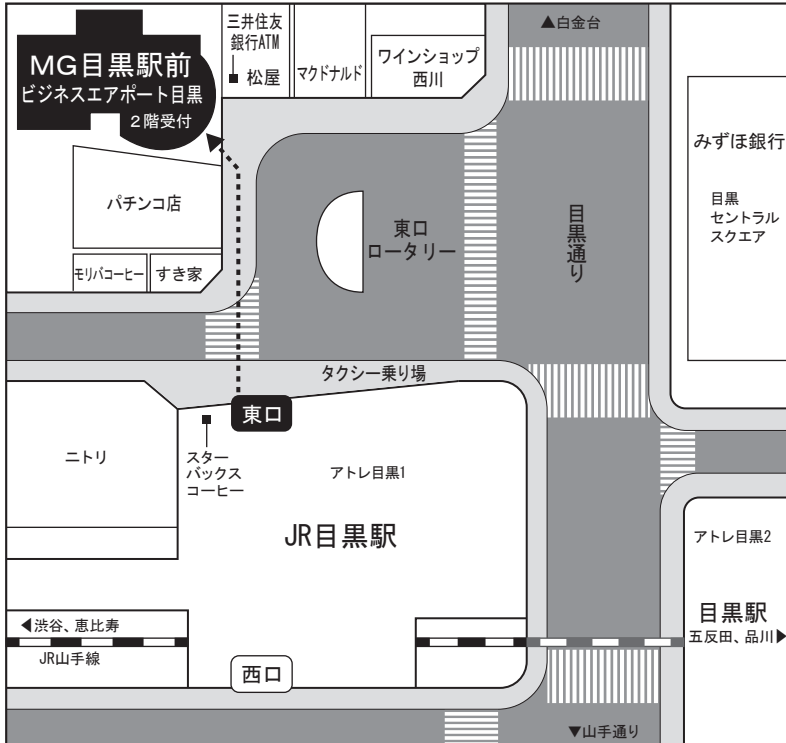 MG目黒駅前
ビジネスエアポート目黒
2階受付
三井住友
銀行ATM
松屋
マクドナルド
ワインショップ
西川
▲白金台
みずほ銀行
目黒
セントラル
スクエア
パチンコ店
モリバコーヒー
すき家
東口
ロータリー
目黒通り
タクシー乗り場
東口
ニトリ
スター
バックス
コーヒー
アトレ目黒1
JR目黒駅
アトレ目黒2
目黒駅
五反田、品川▶
◀渋谷、恵比寿
JR山手線
西口
▼山手通り